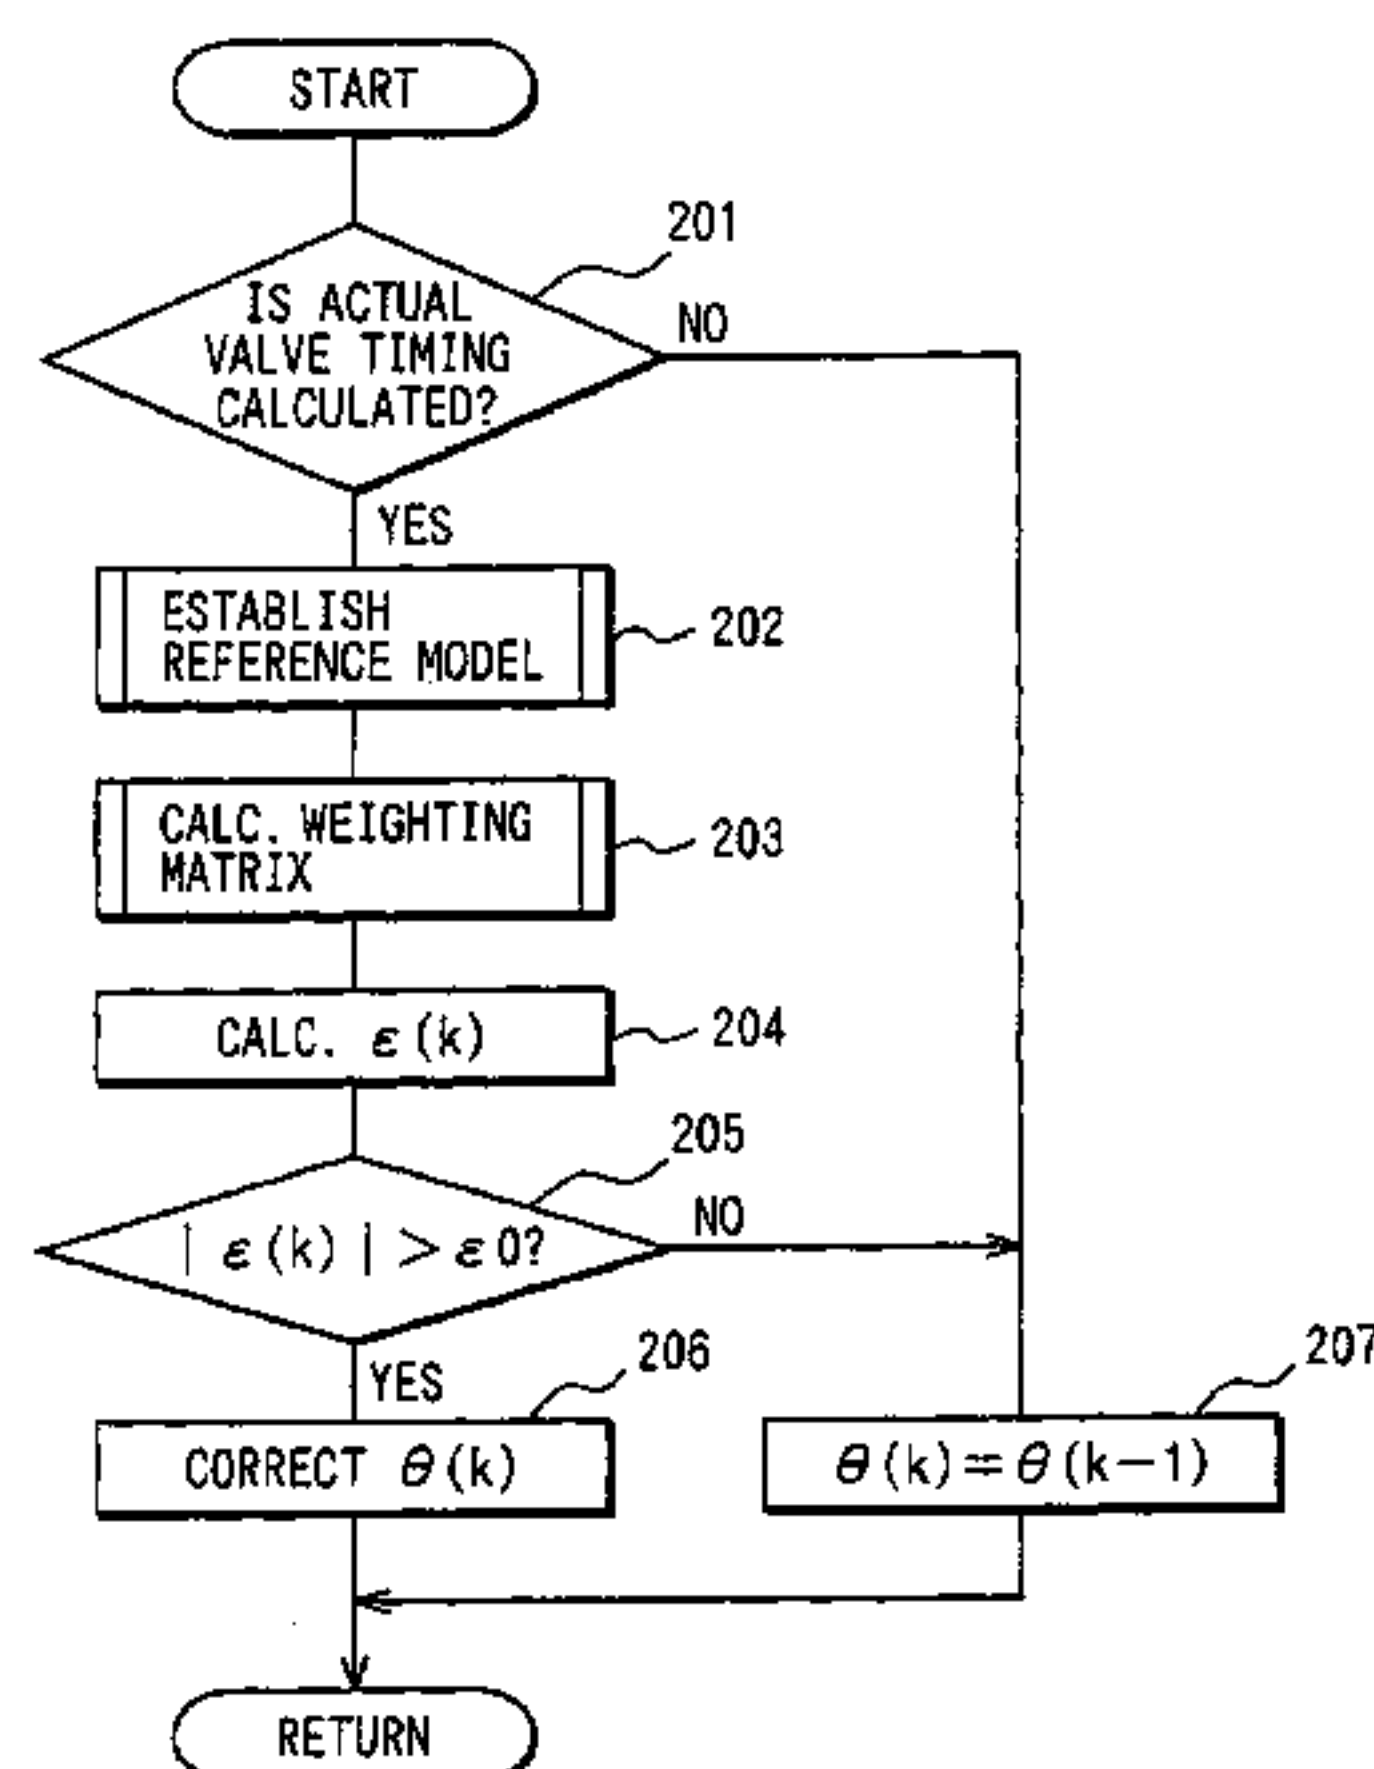 START
201
IS ACTUAL
VALVE TIMING
CALCULATED?
NO
YES
ESTABLISH
REFERENCE MODEL
202
CALC. WEIGHTING
MATRIX
203
CALC. ε(k)
204
205
| ε(k) | > ε0?
NO
YES
206
CORRECT θ(k)
207
θ(k)=θ(k−1)
RETURN